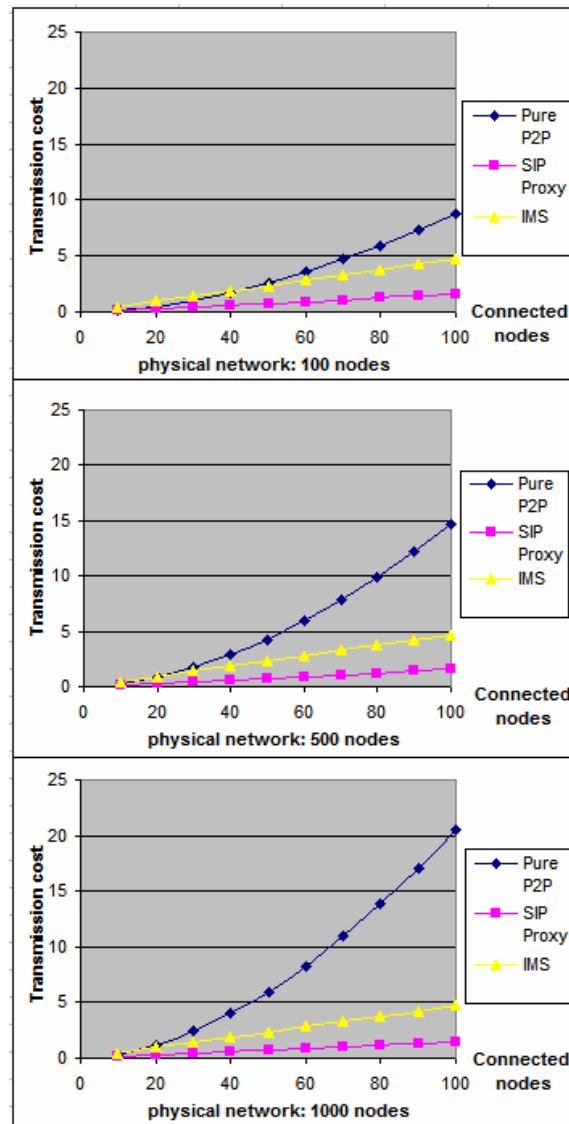 25
20
15
10
5
0
Transmission cost
0 20 40 60 80 100
Connected nodes
physical network: 100 nodes
Pure P2P
SIP Proxy
IMS
25
20
15
10
5
0
Transmission cost
0 20 40 60 80 100
Connected nodes
physical network: 500 nodes
Pure P2P
SIP Proxy
IMS
25
20
15
10
5
0
Transmission cost
0 20 40 60 80 100
Connected nodes
physical network: 1000 nodes
Pure P2P
SIP Proxy
IMS